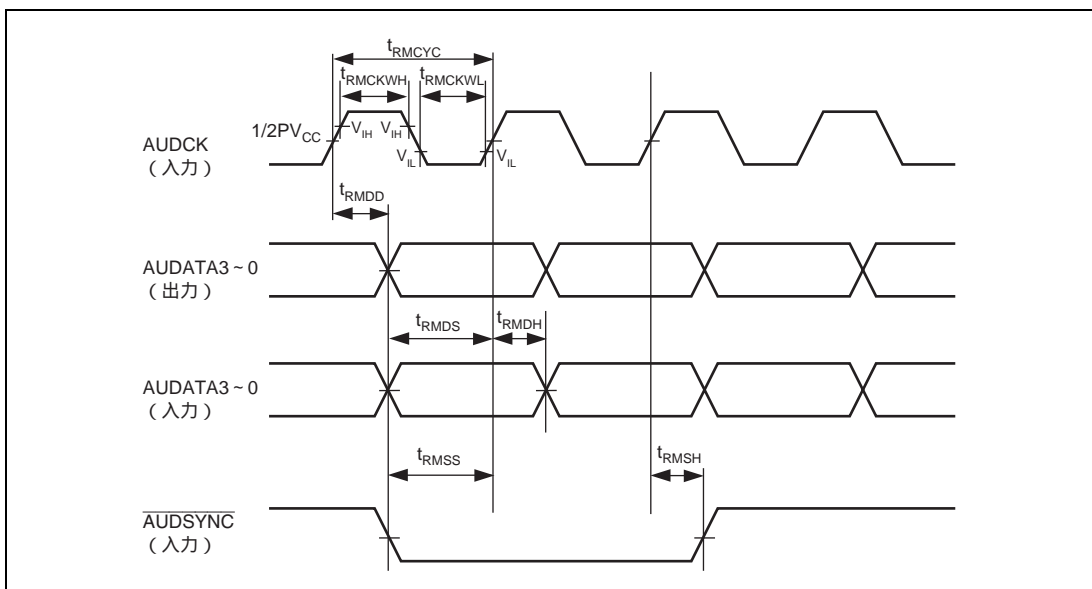 tRMCYC
tRMCKWH
tRMCKWL
1/2PVCC
VIH
VIH
VIL
VIL
AUDCK
（入力）
tRMDD
AUDATA3～0
（出力）
tRMDS
tRMDH
AUDATA3～0
（入力）
tRMSS
tRMSH
AUDSYNC
（入力）